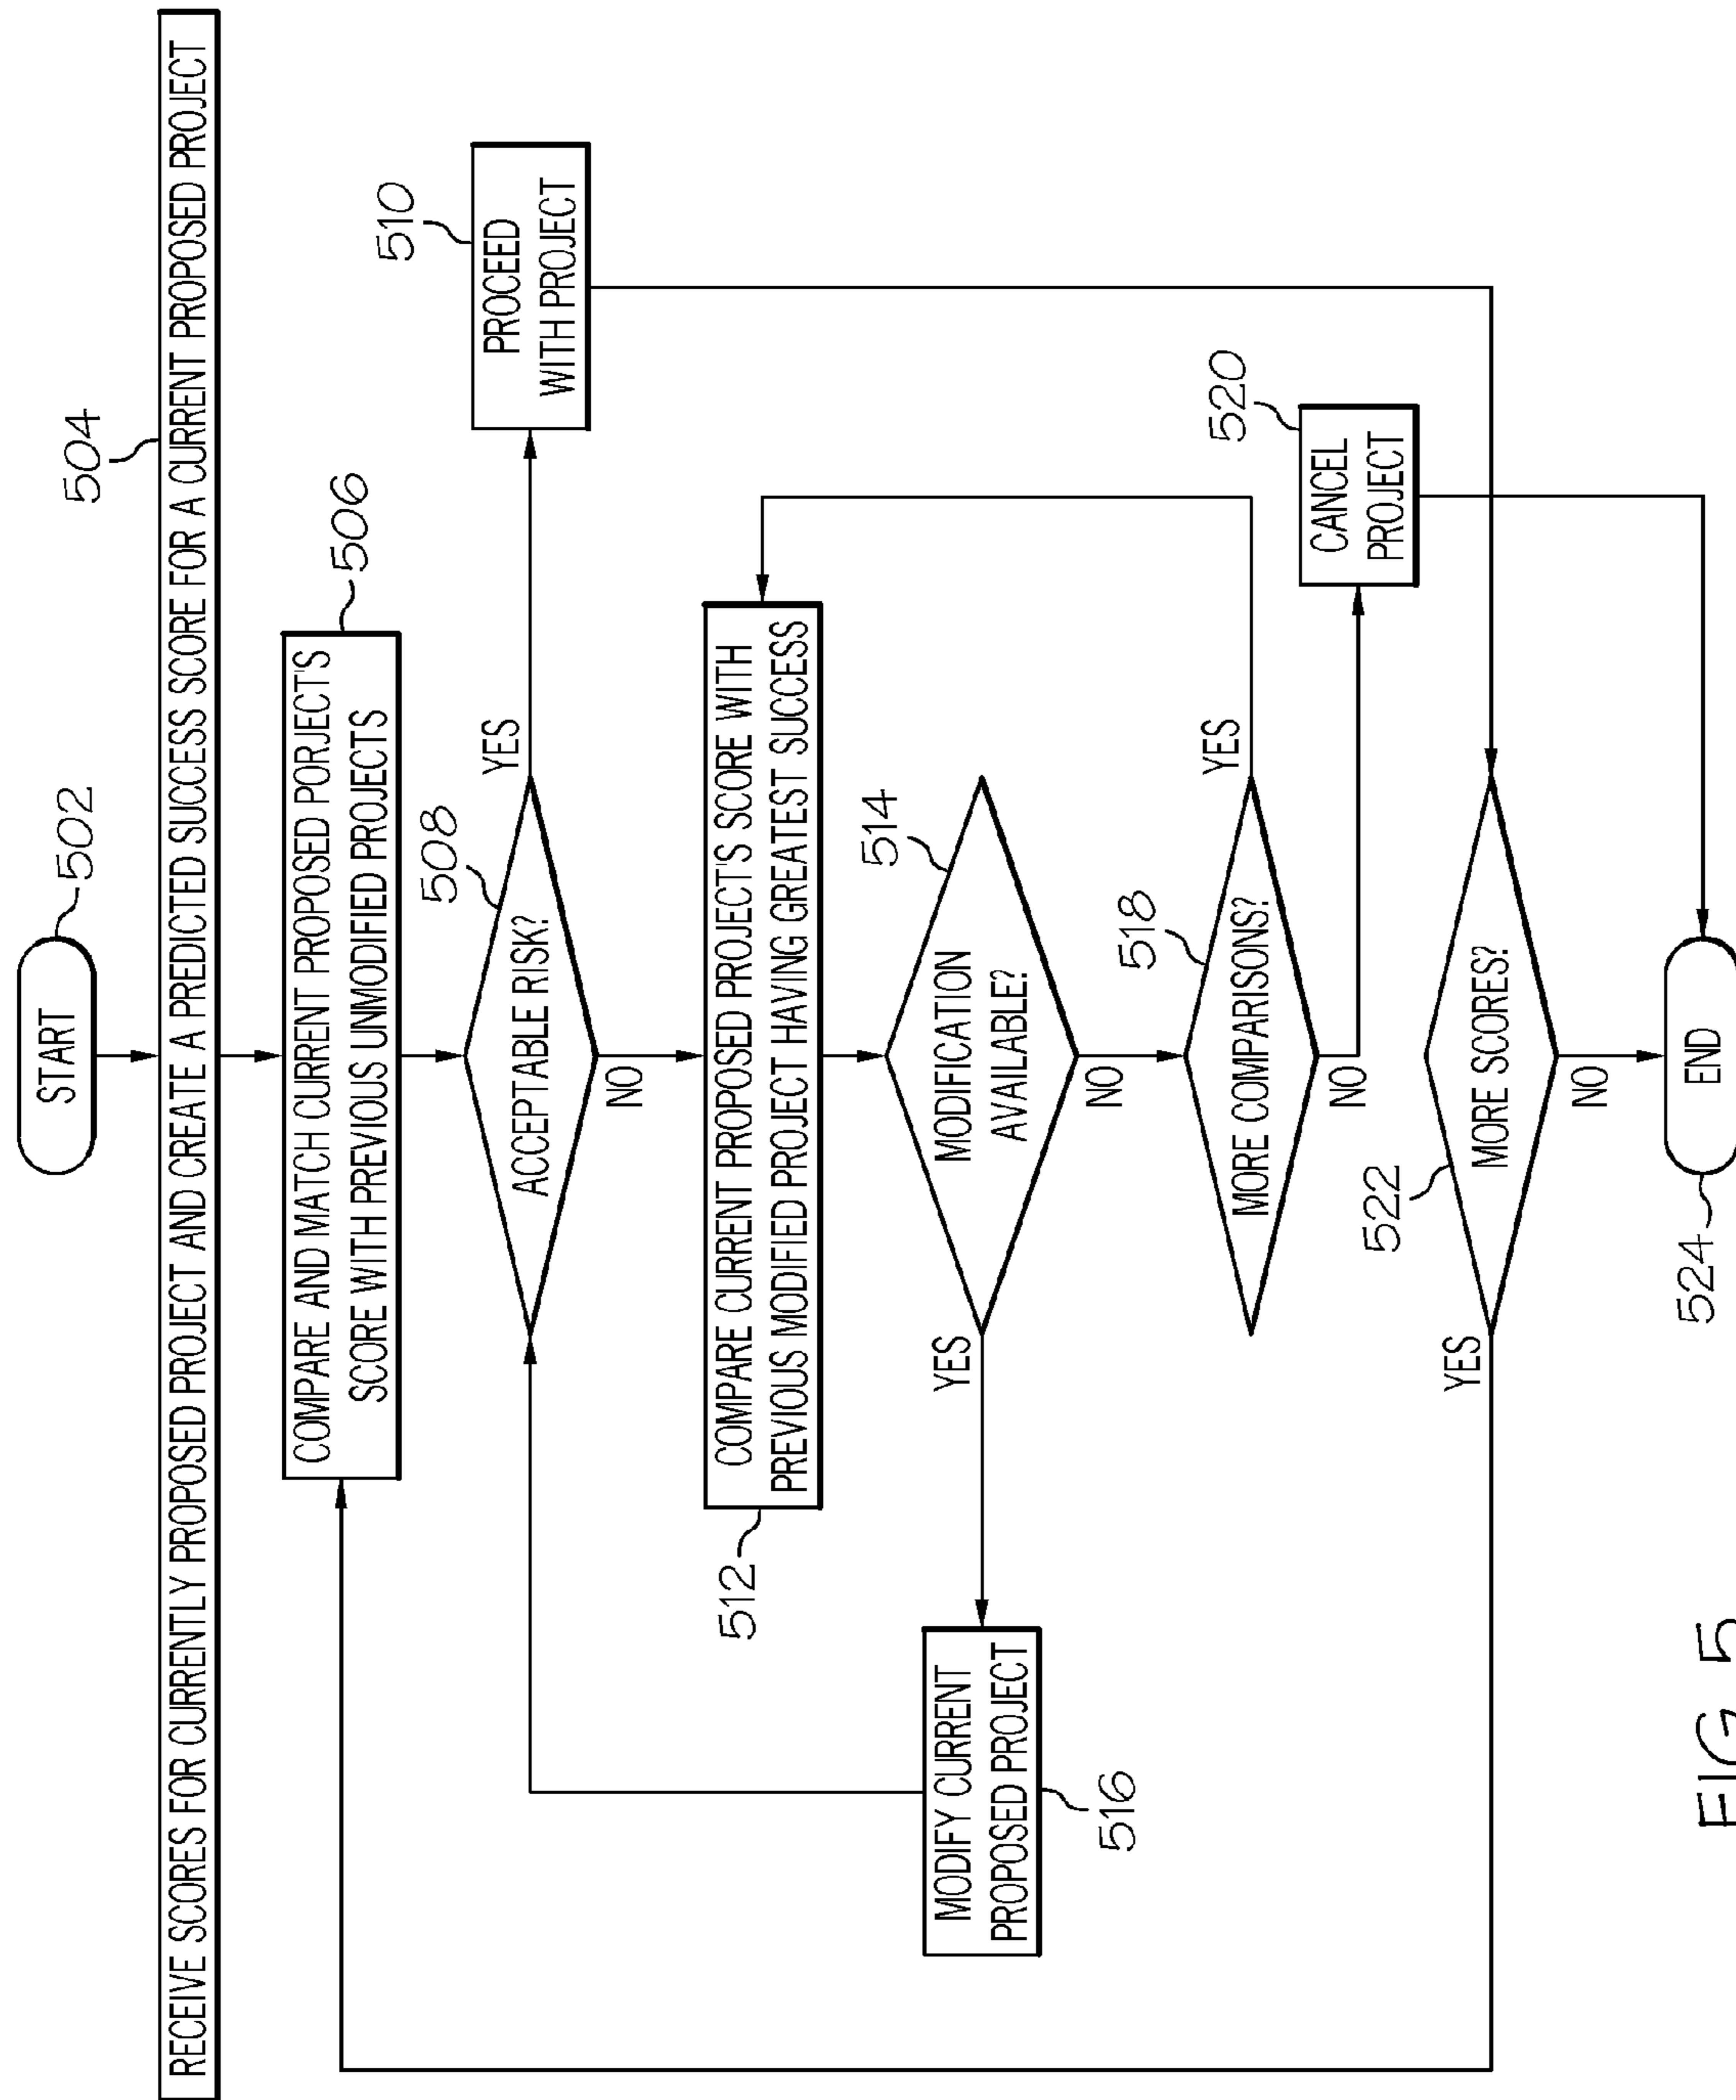 START
502
504
RECEIVE SCORES FOR CURRENTLY PROPOSED PROJECT AND CREATE A PREDICTED SUCCESS SCORE FOR A CURRENT PROPOSED PROJECT
506
COMPARE AND MATCH CURRENT PROPOSED PORJECT'S
SCORE WITH PREVIOUS UNMODIFIED PROJECTS
508
ACCEPTABLE RISK?
YES
NO
510
PROCEED
WITH PROJECT
512
COMPARE CURRENT PROPOSED PROJECT'S SCORE WITH
PREVIOUS MODIFIED PROJECT HAVING GREATEST SUCCESS
514
MODIFICATION
AVAILABLE?
YES
NO
MODIFY CURRENT
PROPOSED PROJECT
516
518
MORE COMPARISONS?
YES
NO
520
CANCEL
PROJECT
522
MORE SCORES?
YES
NO
524
END
FIG. 5